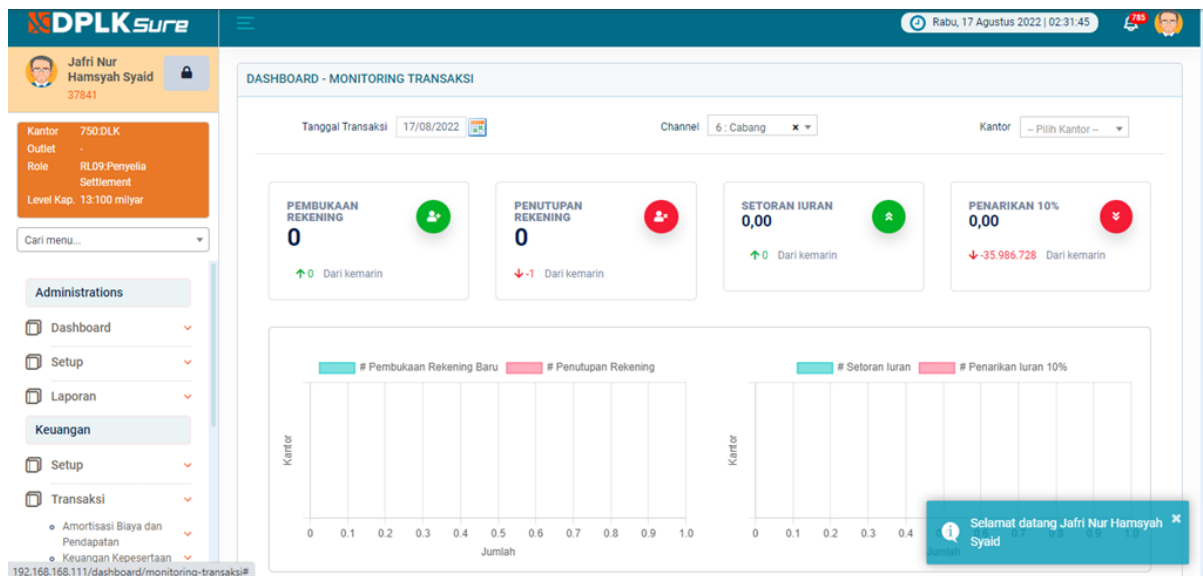 DPLKSure
Rabu, 17 Agustus 2022 | 02:31:45
785
Jafri Nur
Hamsyah Syaid
37841
Kantor 750:DLK
Outlet -
Role RL09:Penyelia
Settlement
Level Kap. 13:100 milyar
Cari menu...
Administrations
Dashboard
Setup
Laporan
Keuangan
Setup
Transaksi
Amortisasi Biaya dan
Pendapatan
Keuangan Kepesertaan
192.168.168.111/dashboard/monitoring-transaksi#
DASHBOARD - MONITORING TRANSAKSI
Tanggal Transaksi 17/08/2022 Channel 6 : Cabang x Kantor -- Pilih Kantor --
PEMBUKAAN
REKENING
0
0 Dari kemarin
PENUTUPAN
REKENING
0
-1 Dari kemarin
SETORAN IURAN
0,00
0 Dari kemarin
PENARIKAN 10%
0,00
-35.986.728 Dari kemarin
# Pembukaan Rekening Baru # Penutupan Rekening
Kantor
0 0.1 0.2 0.3 0.4 0.5 0.6 0.7 0.8 0.9 1.0
Jumlah
# Setoran Iuran # Penarikan Iuran 10%
Kantor
0 0.1 0.2 0.3 0.4
Jumlah
Selamat datang Jafri Nur Hamsyah
Syaid